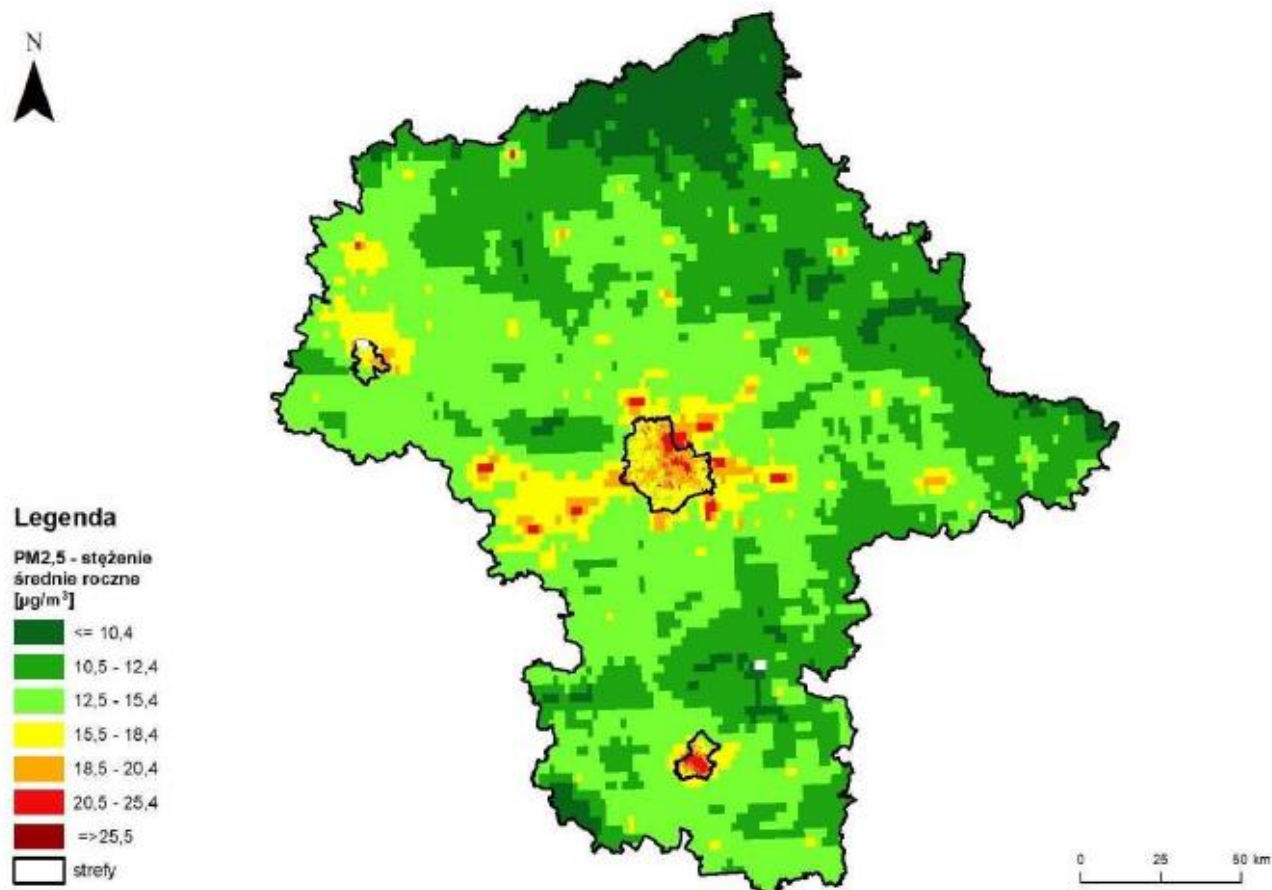 N
Legenda
PM2,5 - stężenie
średnie roczne
[µg/m³]
<= 10,4
10,5 - 12,4
12,5 - 15,4
15,5 - 18,4
18,5 - 20,4
20,5 - 25,4
=>25,5
strefy
0 25 50 km